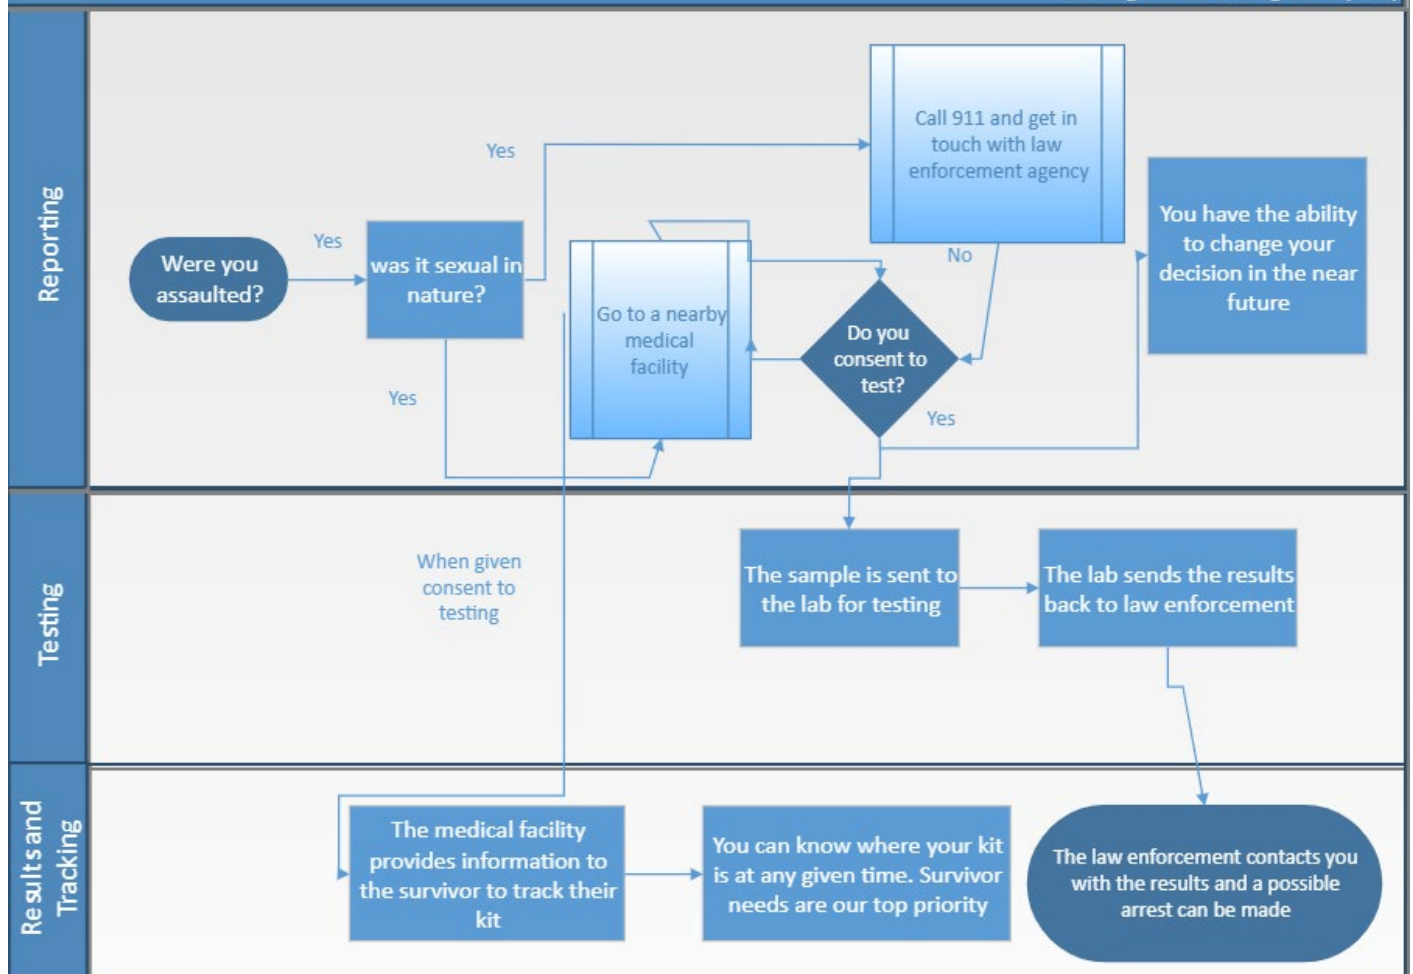 Reporting
Were you
assaulted?
Yes
was it sexual in
nature?
Yes
Yes
Call 911 and get in
touch with law
enforcement agency
No
Go to a nearby
medical
facility
Do you
consent to
test?
Yes
You have the ability
to change your
decision in the near
future
Testing
When given
consent to
testing
The sample is sent to
the lab for testing
The lab sends the results
back to law enforcement
Results and
Tracking
The medical facility
provides information to
the survivor to track their
kit
You can know where your kit
is at any given time. Survivor
needs are our top priority
The law enforcement contacts you
with the results and a possible
arrest can be made